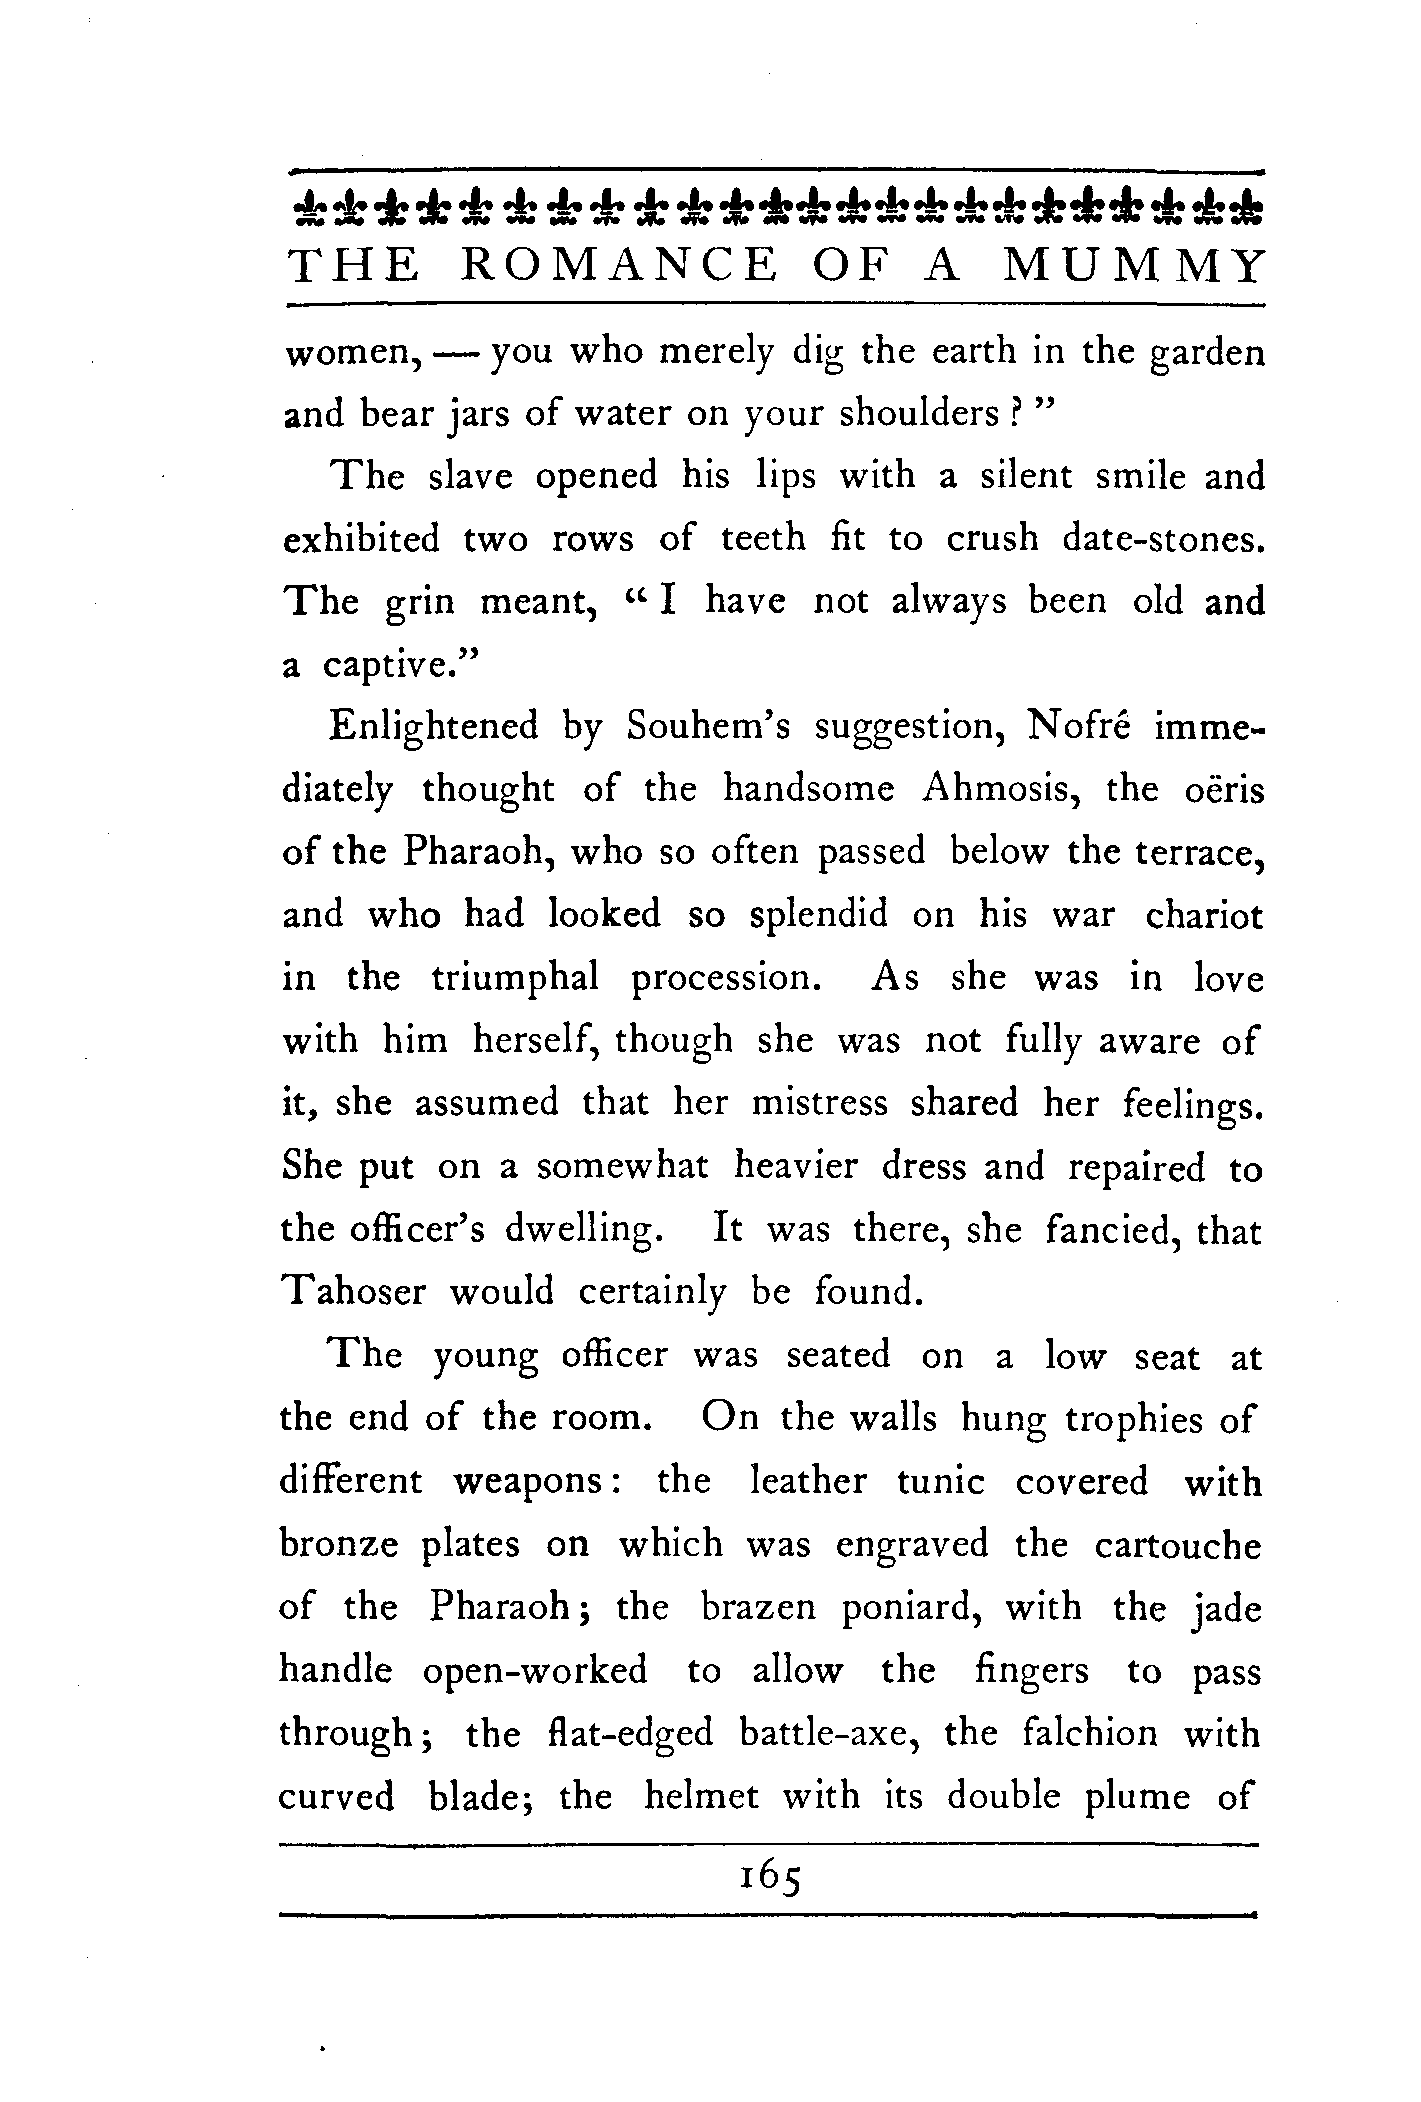 THE ROMANCE OF A MUMMY
women, — you who merely dig the earth in the garden
and bear jars of water on your shoulders ? ”
The slave opened his lips with a silent smile and
exhibited two rows of teeth fit to crush date-stones.
The grin meant, “ I have not always been old and
a captive.”
Enlightened by Souhem’s suggestion, Nofré imme-
diately thought of the handsome Ahmosis, the oëris
of the Pharaoh, who so often passed below the terrace,
and who had looked so splendid on his war chariot
in the triumphal procession. As she was in love
with him herself, though she was not fully aware of
it, she assumed that her mistress shared her feelings.
She put on a somewhat heavier dress and repaired to
the officer’s dwelling. It was there, she fancied, that
Tahoser would certainly be found.
The young officer was seated on a low seat at
the end of the room. On the walls hung trophies of
different weapons : the leather tunic covered with
bronze plates on which was engraved the cartouche
of the Pharaoh ; the brazen poniard, with the jade
handle open-worked to allow the fingers to pass
through ; the flat-edged battle-axe, the falchion with
curved blade; the helmet with its double plume of
165